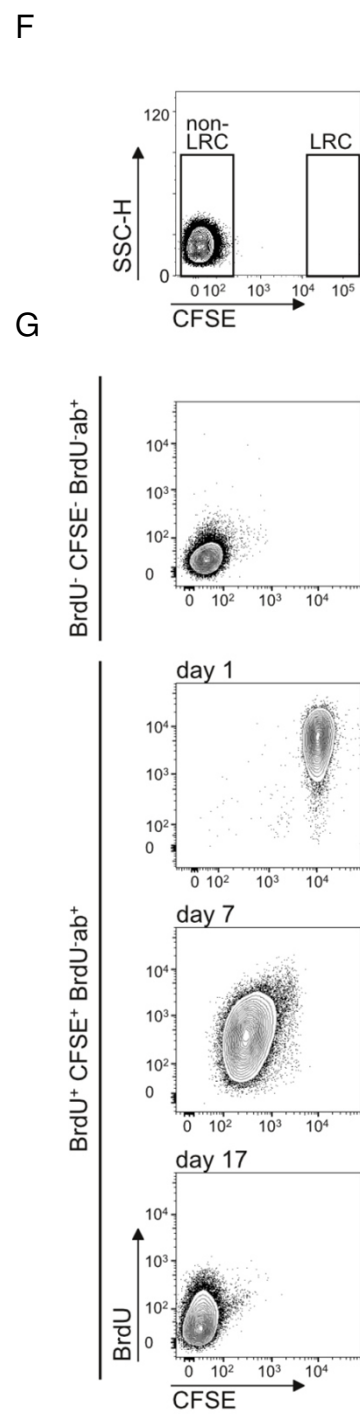 F
120
non-
LRC
LRC
SSC-H
0
0 10² 10³ 10⁴ 10⁵
CFSE
G
BrdU⁻ CFSE⁻ BrdU-ab⁺
10⁴
10³
10²
0
0 10² 10³ 10⁴
BrdU⁺ CFSE⁺ BrdU-ab⁺
day 1
10⁴
10³
10²
0
0 10² 10³ 10⁴
day 7
10⁴
10³
10²
0
0 10² 10³ 10⁴
day 17
10⁴
10³
10²
0
BrdU
0 10² 10³ 10⁴
CFSE